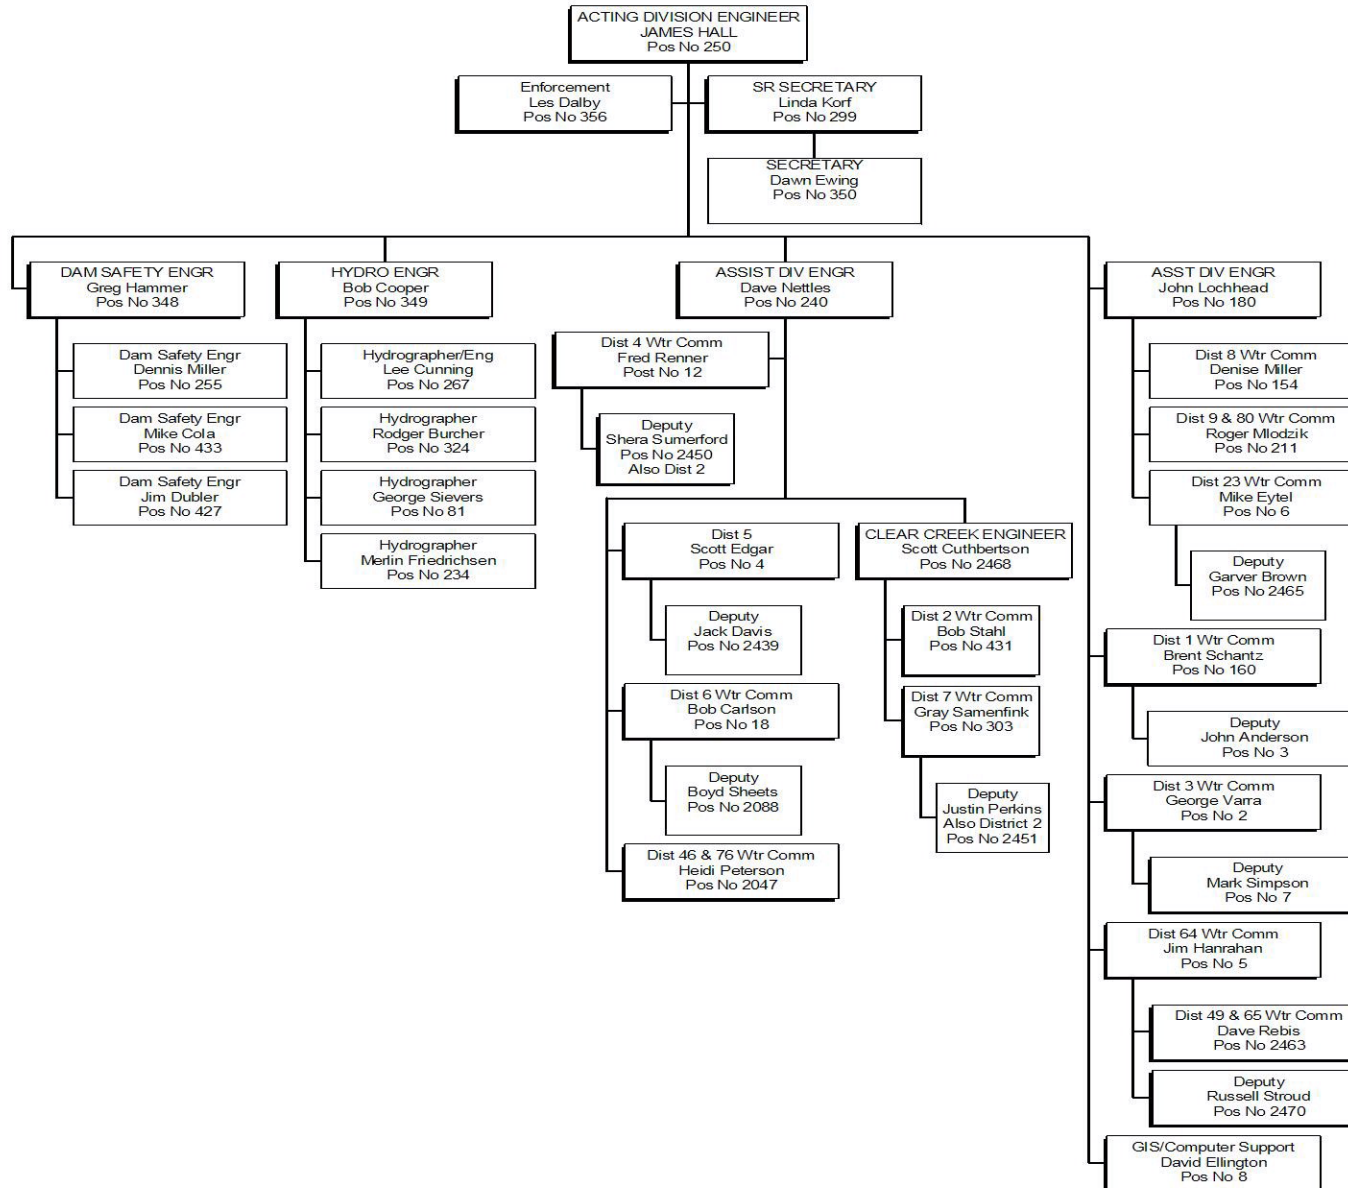 ACTING DIVISION ENGINEER
JAMES HALL
Pos No 250
Enforcement
Les Dalby
Pos No 356
SR SECRETARY
Linda Korf
Pos No 299
SECRETARY
Dawn Ewing
Pos No 350
DAM SAFETY ENGR
Greg Hammer
Pos No 348
Dam Safety Engr
Dennis Miller
Pos No 255
Dam Safety Engr
Mike Cola
Pos No 433
Dam Safety Engr
Jim Dubler
Pos No 427
HYDRO ENGR
Bob Cooper
Pos No 349
Hydrographer/Eng
Lee Cunning
Pos No 267
Hydrographer
Rodger Burcher
Pos No 324
Hydrographer
George Sievers
Pos No 81
Hydrographer
Merlin Friedrichsen
Pos No 234
ASSIST DIV ENGR
Dave Nettles
Pos No 240
Dist 4 Wtr Comm
Fred Renner
Post No 12
Deputy
Shera Sumerford
Pos No 2450
Also Dist 2
Dist 5
Scott Edgar
Pos No 4
Deputy
Jack Davis
Pos No 2439
Dist 6 Wtr Comm
Bob Carlson
Pos No 18
Deputy
Boyd Sheets
Pos No 2088
Dist 46 & 76 Wtr Comm
Heidi Peterson
Pos No 2047
CLEAR CREEK ENGINEER
Scott Cuthbertson
Pos No 2468
Dist 2 Wtr Comm
Bob Stahl
Pos No 431
Dist 7 Wtr Comm
Gray Samenfink
Pos No 303
Deputy
Justin Perkins
Also District 2
Pos No 2451
ASST DIV ENGR
John Lochhead
Pos No 180
Dist 8 Wtr Comm
Denise Miller
Pos No 154
Dist 9 & 80 Wtr Comm
Roger Mlodzik
Pos No 211
Dist 23 Wtr Comm
Mike Eytel
Pos No 6
Deputy
Garver Brown
Pos No 2465
Dist 1 Wtr Comm
Brent Schantz
Pos No 160
Deputy
John Anderson
Pos No 3
Dist 3 Wtr Comm
George Varra
Pos No 2
Deputy
Mark Simpson
Pos No 7
Dist 64 Wtr Comm
Jim Hanrahan
Pos No 5
Dist 49 & 65 Wtr Comm
Dave Rebis
Pos No 2463
Deputy
Russell Stroud
Pos No 2470
GIS/Computer Support
David Ellington
Pos No 8